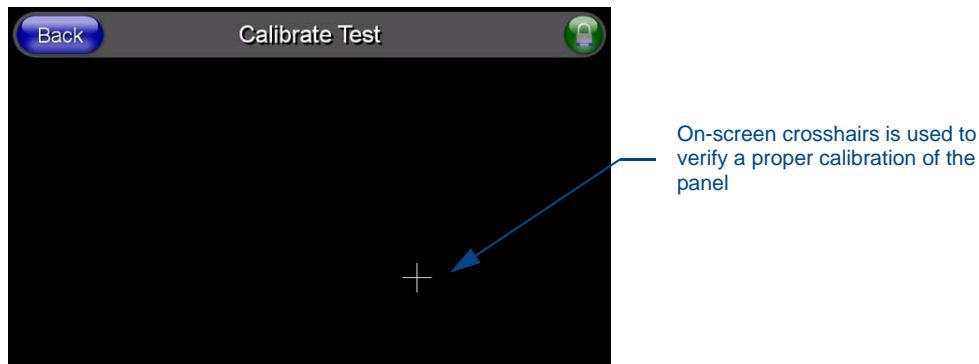 Back
Calibrate Test
On-screen crosshairs is used to
verify a proper calibration of the
panel